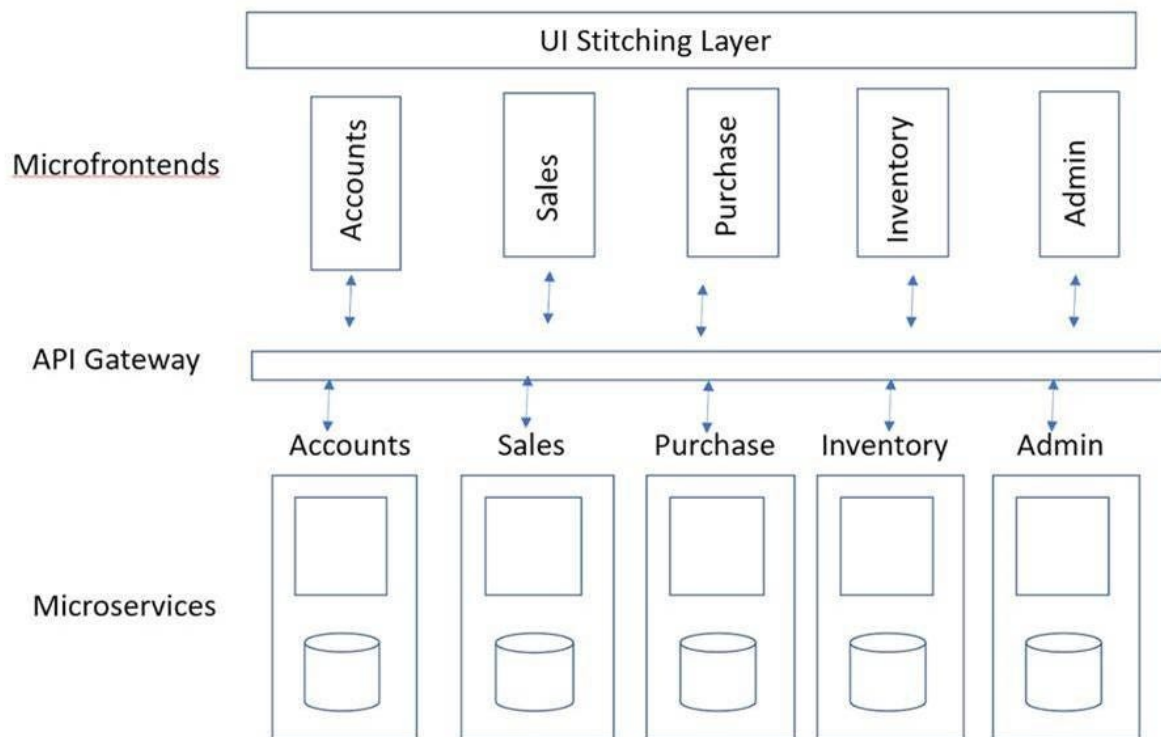 UI Stitching Layer
Microfrontends
Accounts
Sales
Purchase
Inventory
Admin
API Gateway
Accounts Sales Purchase Inventory Admin
Microservices